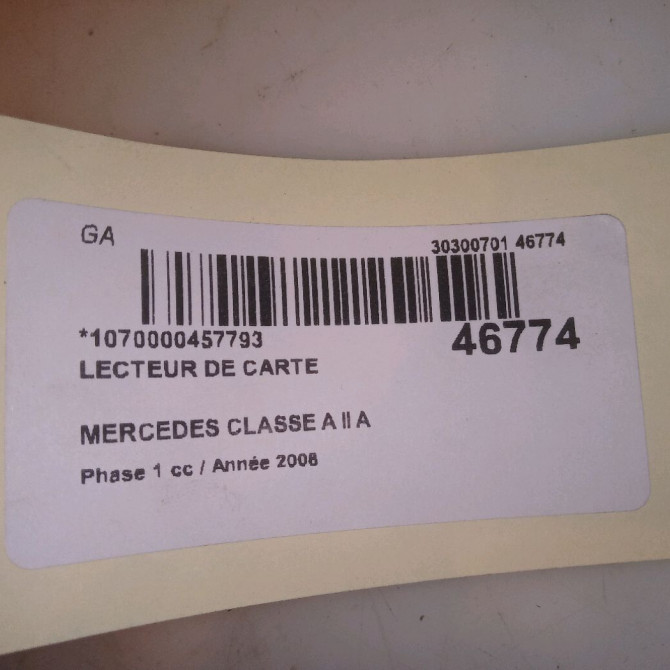 GA
30300701 46774
*1070000457793
46774
LECTEUR DE CARTE
MERCEDES CLASSE A II A
Phase 1 cc / Année 2008